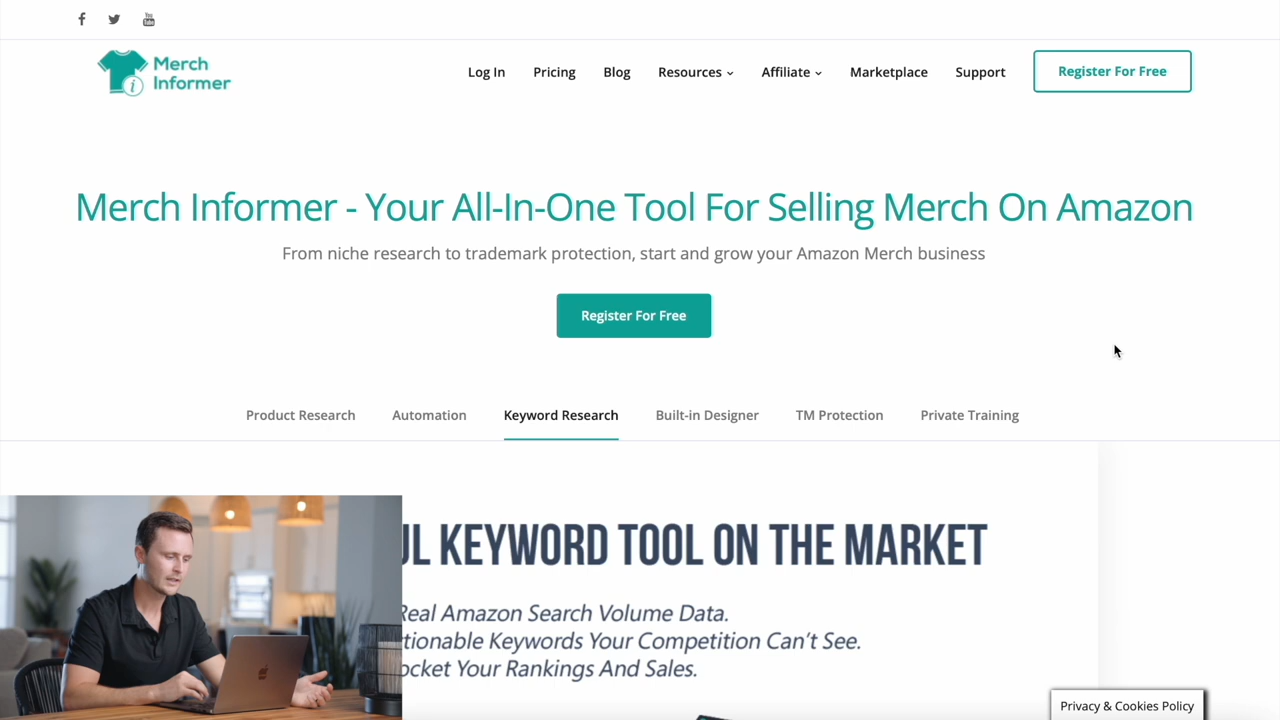 You
Tube
Merch
Informer
Log In
Pricing
Blog
Resources
Affiliate
Marketplace
Support
Register For Free
Merch Informer - Your All-In-One Tool For Selling Merch On Amazon
From niche research to trademark protection, start and grow your Amazon Merch business
Register For Free
Product Research
Automation
Keyword Research
Built-in Designer
TM Protection
Private Training
KEYWORD TOOL ON THE MARKET
Real Amazon Search Volume Data.
Keywords Your Competition Can't See.
Your Rankings And Sales.
Privacy & Cookies Policy